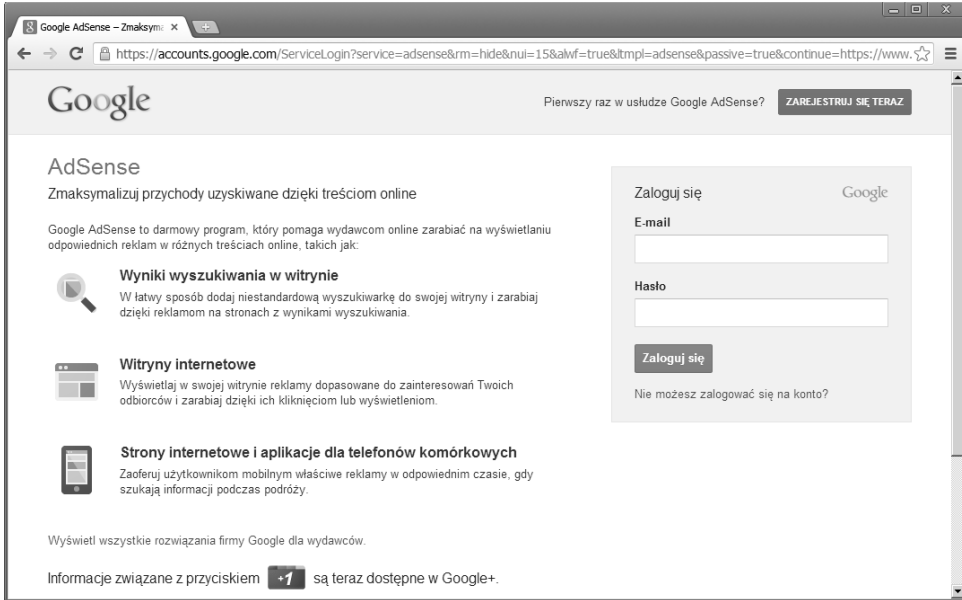 Google AdSense – Zmaksyma
https://accounts.google.com/ServiceLogin?service=adsense&rm=hide&nui=15&alwf=true&ltmpl=adsense&passive=true&continue=https://www.
Google
Pierwszy raz w usłudze Google AdSense? ZAREJESTRUJ SIĘ TERAZ
AdSense
Zmaksymalizuj przychody uzyskiwane dzięki treściom online
Google AdSense to darmowy program, który pomaga wydawcom online zarabiać na wyświetlaniu
odpowiednich reklam w różnych treściach online, takich jak:
Wyniki wyszukiwania w witrynie
W łatwy sposób dodaj niestandardową wyszukiwarkę do swojej witryny i zarabiaj
dzięki reklamom na stronach z wynikami wyszukiwania.
Witryny internetowe
Wyświetlaj w swojej witrynie reklamy dopasowane do zainteresowań Twoich
odbiorców i zarabiaj dzięki ich kliknięciom lub wyświetleniom.
Strony internetowe i aplikacje dla telefonów komórkowych
Zaoferuj użytkownikom mobilnym właściwe reklamy w odpowiednim czasie, gdy
szukają informacji podczas podróży.
Wyświetl wszystkie rozwiązania firmy Google dla wydawców.
Informacje związane z przyciskiem +1 są teraz dostępne w Google+.
Zaloguj się Google
E-mail
Hasło
Zaloguj się
Nie możesz zalogować się na konto?